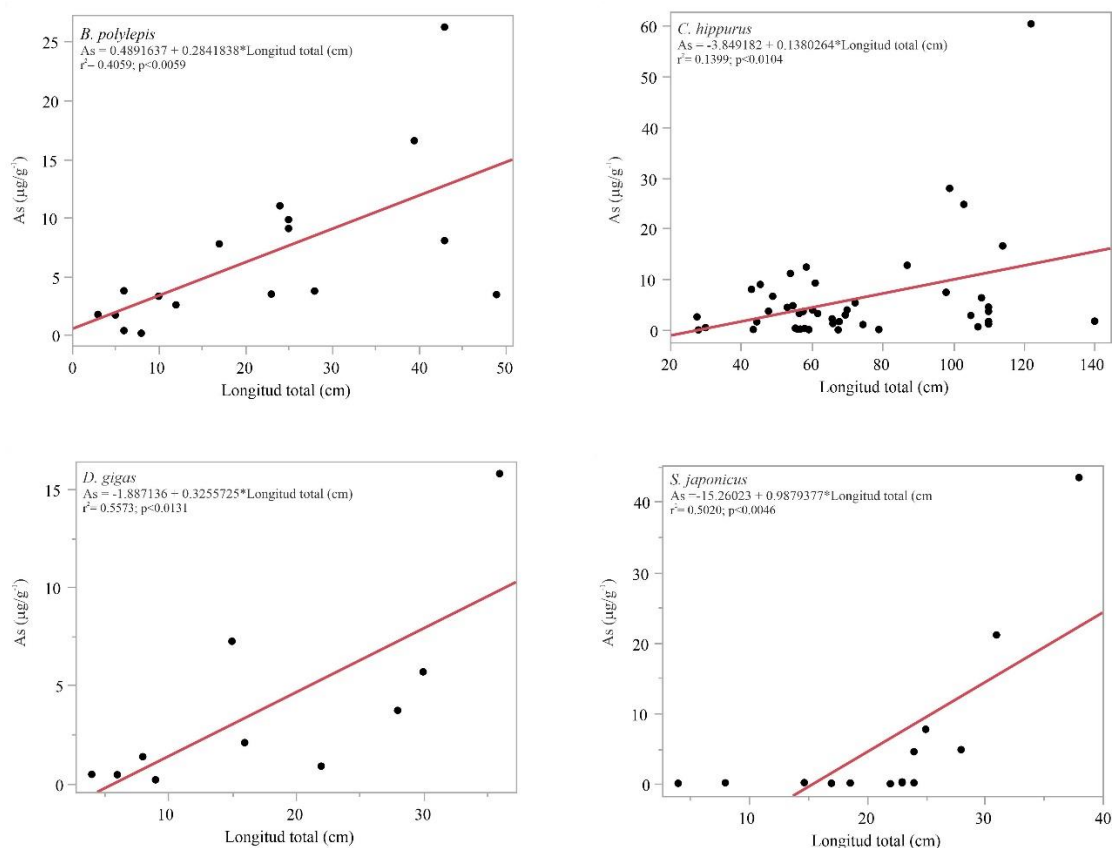 B. polylepis
As = 0.4891637 + 0.2841838*Longitud total (cm)
r²– 0.4059; p<0.0059
25
20
15
10
5
0
As (µg/g⁻¹)
0 10 20 30 40 50
Longitud total (cm)
C. hippurus
As – -3.849182 + 0.1380264*Longitud total (cm)
r²= 0.1399; p<0.0104
60
50
40
30
20
10
0
As (µg/g⁻¹)
20 40 60 80 100 120 140
Longitud total (cm)
D. gigas
As = -1.887136 + 0.3255725*Longitud total (cm)
r²= 0.5573; p<0.0131
15
10
5
0
As (µg/g⁻¹)
10 20 30
Longitud total (cm)
S. japonicus
As =-15.26023 + 0.9879377*Longitud total (cm
r²= 0.5020; p<0.0046
40
30
20
10
0
As (µg/g⁻¹)
10 20 30 40
Longitud total (cm)